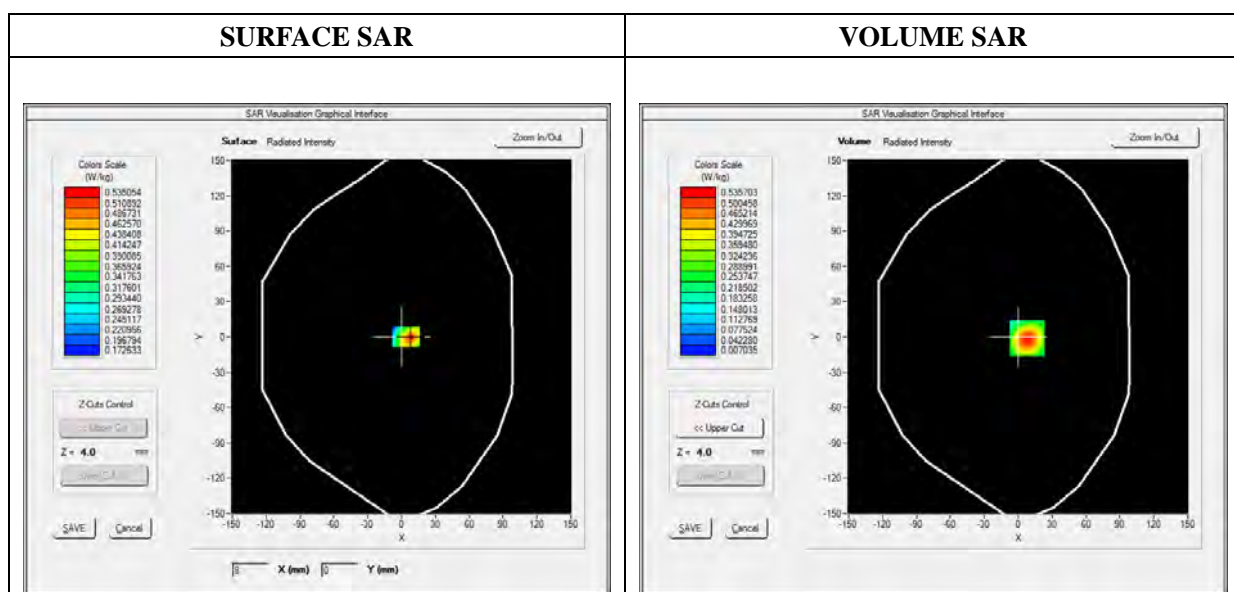 SURFACE SAR
VOLUME SAR
SAR Visualisation Graphical Interface
Surface Radiated Intensity
Zoom In/Out
Colors Scale
(W/kg)
0.510892
0.486731
0.462570
0.438408
0.414247
0.390085
0.365924
0.341763
0.317601
0.293440
0.269278
0.245117
0.220956
0.196794
0.172633
150
120
90
60
30
0
-30
-60
-90
-120
-150
Y
-150 -120 -90 -60 -30 0 30 60 90 120 150
X
Z-Cuts Control
<< Upper Cut
Z = 4.0 mm
SAVE
Cancel
8 X (mm) 0 Y (mm)
SAR Visualisation Graphical Interface
Volume Radiated Intensity
Zoom In/Out
Colors Scale
(W/kg)
0.535703
0.500458
0.465214
0.429969
0.394725
0.359480
0.324236
0.288991
0.253747
0.218502
0.183258
0.148013
0.112769
0.077524
0.042280
0.007035
150
120
90
60
30
0
-30
-60
-90
-120
-150
Y
-150 -120 -90 -60 -30 0 30 60 90 120 150
X
Z-Cuts Control
<< Upper Cut
Z = 4.0 mm
SAVE
Cancel